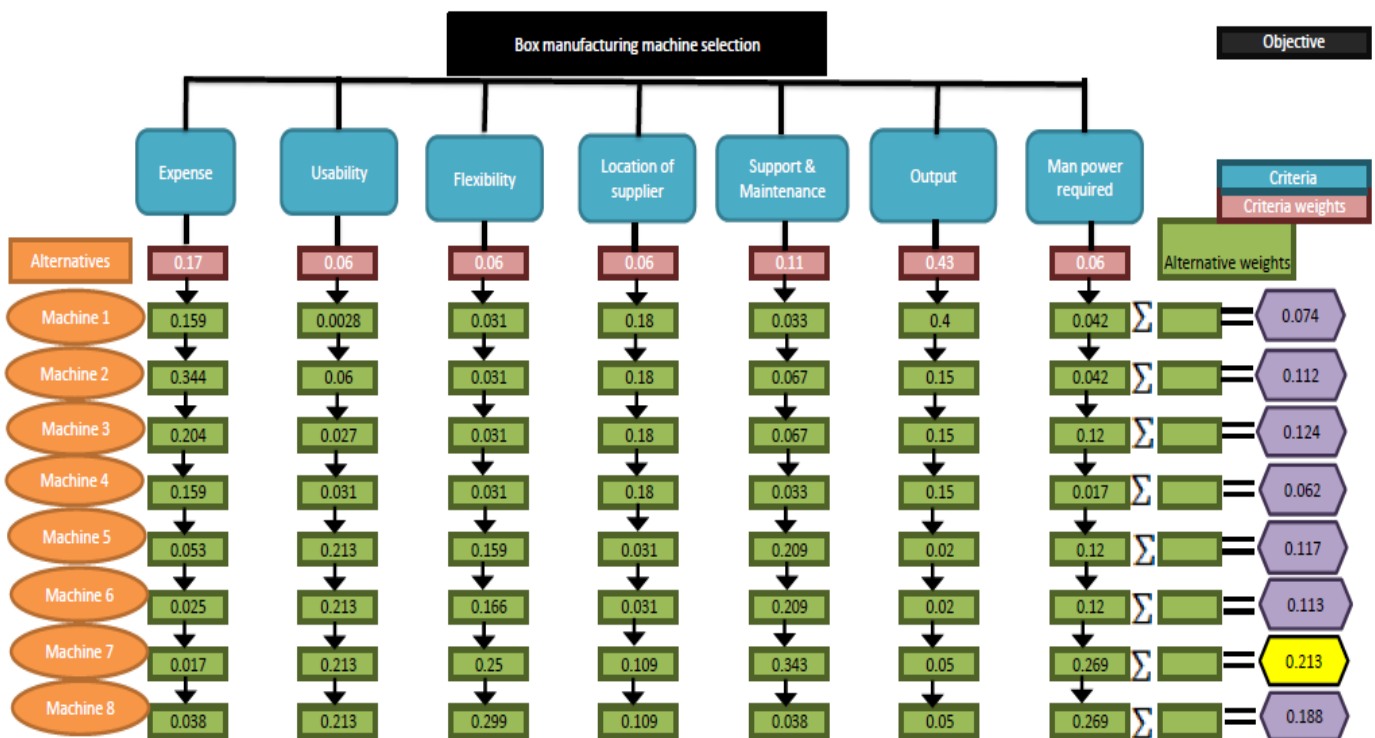 Box manufacturing machine selection
Objective
Expense
Usability
Flexibility
Location of
supplier
Support &
Maintenance
Output
Man power
required
Criteria
Criteria weights
Alternatives
0.17
0.06
0.06
0.06
0.11
0.43
0.06
Alternative weights
Machine 1
0.159
0.0028
0.031
0.18
0.033
0.4
0.042
Σ
=
0.074
Machine 2
0.344
0.06
0.031
0.18
0.067
0.15
0.042
Σ
=
0.112
Machine 3
0.204
0.027
0.031
0.18
0.067
0.15
0.12
Σ
=
0.124
Machine 4
0.159
0.031
0.031
0.18
0.033
0.15
0.017
Σ
=
0.062
Machine 5
0.053
0.213
0.159
0.031
0.209
0.02
0.12
Σ
=
0.117
Machine 6
0.025
0.213
0.166
0.031
0.209
0.02
0.12
Σ
=
0.113
Machine 7
0.017
0.213
0.25
0.109
0.343
0.05
0.269
Σ
=
0.213
Machine 8
0.038
0.213
0.299
0.109
0.038
0.05
0.269
Σ
=
0.188